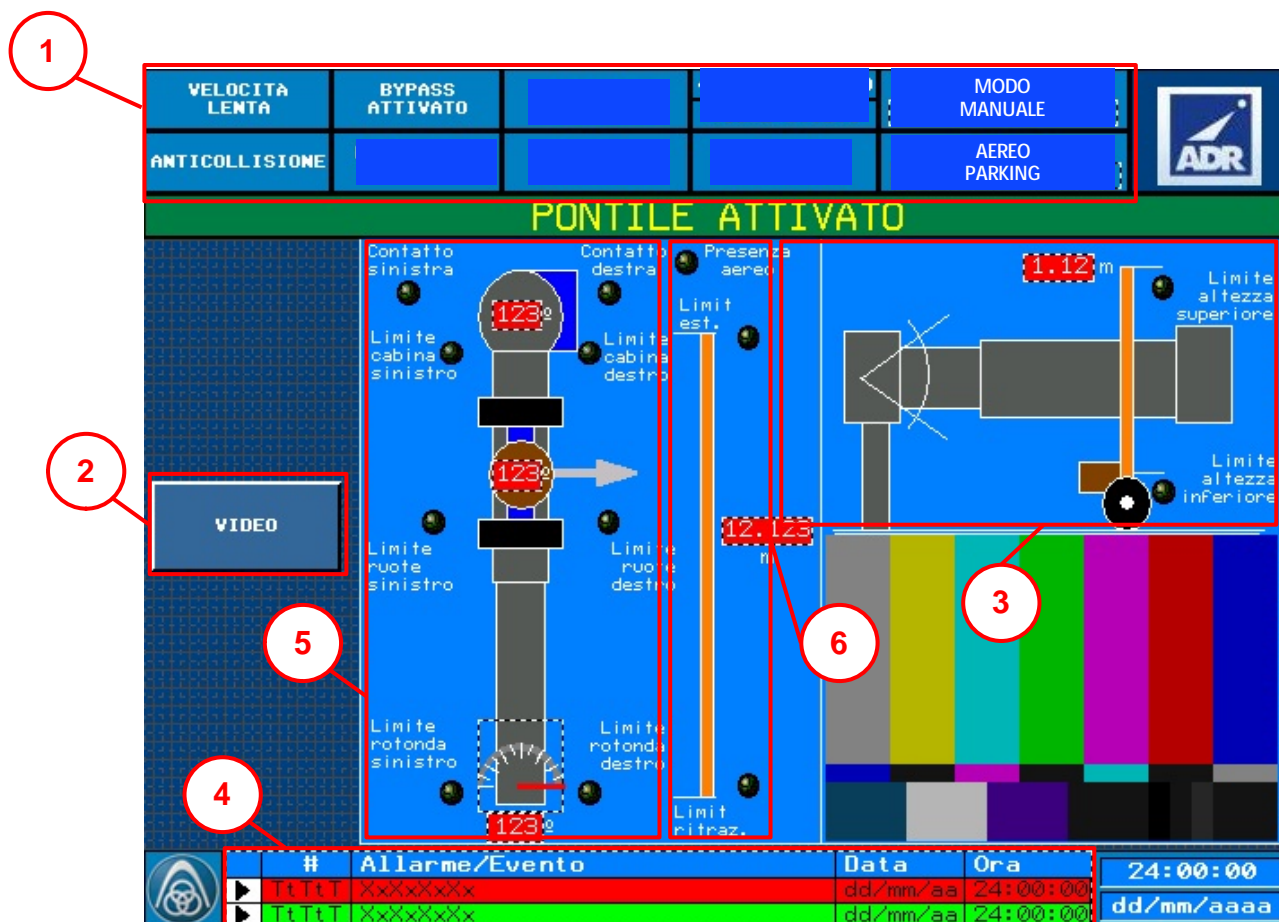 1
VELOCITA
LENTA
BYPASS
ATTIVATO
MODO
MANUALE
ANTICOLLISIONE
AEREO
PARKING
ADR
PONTILE ATTIVATO
Contatto
sinistra
Contatto
destra
Presenza
aereo
1.12 m
Limite
altezza
superiore
123º
Limit
est.
Limite
cabina
sinistro
Limite
cabina
destro
2
123º
Limite
altezza
inferiore
VIDEO
12.123
m
Limite
ruote
sinistro
Limite
ruote
destro
3
5
6
Limite
rotonda
sinistro
Limite
rotonda
destro
4
123º
Limit
ritraz.
# Allarme/Evento Data Ora
TtTtT XxXxXxXx dd/mm/aa 24:00:00
TtTtT XxXxXxXx dd/mm/aa 24:00:00
24:00:00
dd/mm/aaaa